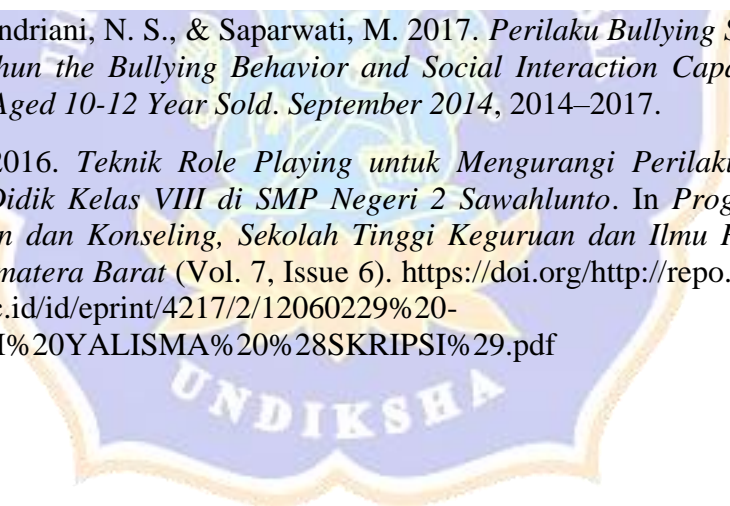 ndriani, N. S., & Saparwati, M. 2017. Perilaku Bullying S
hun the Bullying Behavior and Social Interaction Capa
Aged 10-12 Year Sold. September 2014, 2014–2017.
2016. Teknik Role Playing untuk Mengurangi Perilaku
Didik Kelas VIII di SMP Negeri 2 Sawahlunto. In Prog
n dan Konseling, Sekolah Tinggi Keguruan dan Ilmu P
matera Barat (Vol. 7, Issue 6). https://doi.org/http://repo.
c.id/id/eprint/4217/2/12060229%20-
I%20YALISMA%20%28SKRIPSI%29.pdf
UNDIKSHA